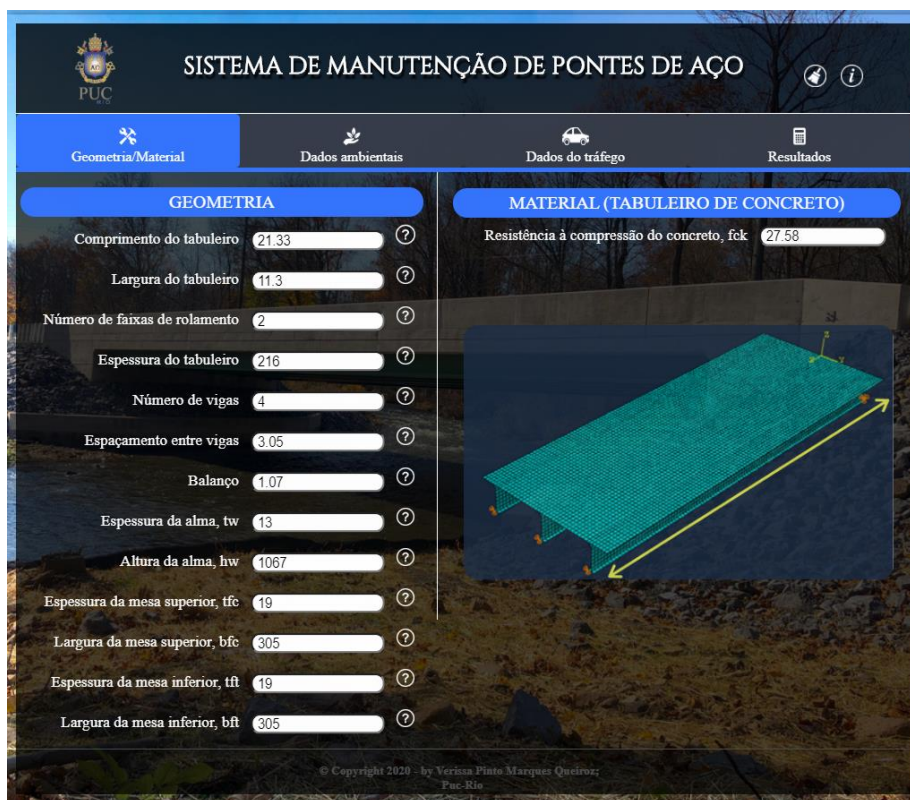 PUC
RIO
SISTEMA DE MANUTENÇÃO DE PONTES DE AÇO
Geometria/Material
Dados ambientais
Dados do tráfego
Resultados
GEOMETRIA
Comprimento do tabuleiro 21.33 ?
Largura do tabuleiro 11.3 ?
Número de faixas de rolamento 2 ?
Espessura do tabuleiro 216 ?
Número de vigas 4 ?
Espaçamento entre vigas 3.05 ?
Balanço 1.07 ?
Espessura da alma, tw 13 ?
Altura da alma, hw 1067 ?
Espessura da mesa superior, tfc 19 ?
Largura da mesa superior, bfc 305 ?
Espessura da mesa inferior, tft 19 ?
Largura da mesa inferior, bft 305 ?
MATERIAL (TABULEIRO DE CONCRETO)
Resistência à compressão do concreto, fck 27.58
© Copyright 2020 - by Verissa Pinto Marques Queiroz;
Puc-Rio